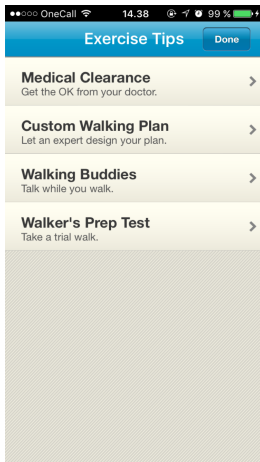 OneCall 14.38 99 %
Exercise Tips Done
Medical Clearance
Get the OK from your doctor.
Custom Walking Plan
Let an expert design your plan.
Walking Buddies
Talk while you walk.
Walker's Prep Test
Take a trial walk.